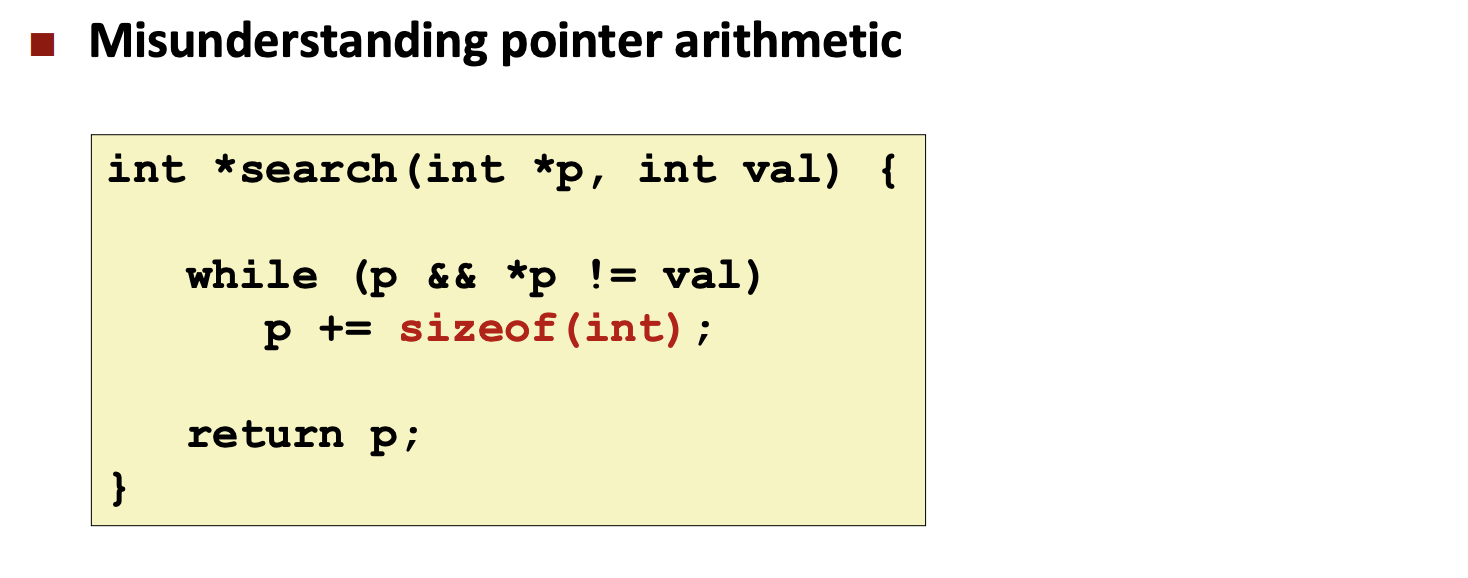 Misunderstanding pointer arithmetic
int *search(int *p, int val) {
while (p && *p != val)
p += sizeof(int);
return p;
}